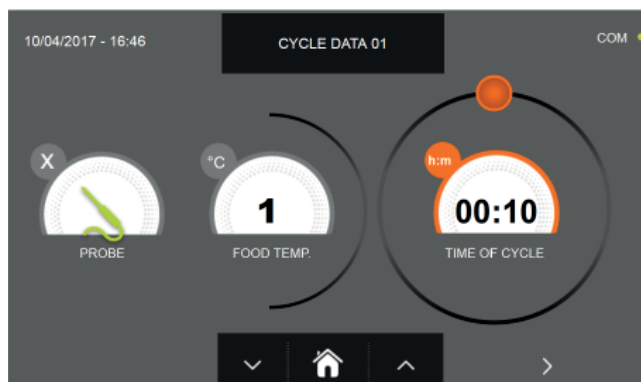 10/04/2017 - 16:46
CYCLE DATA 01
COM
X
PROBE
°C
1
FOOD TEMP.
h:m
00:10
TIME OF CYCLE